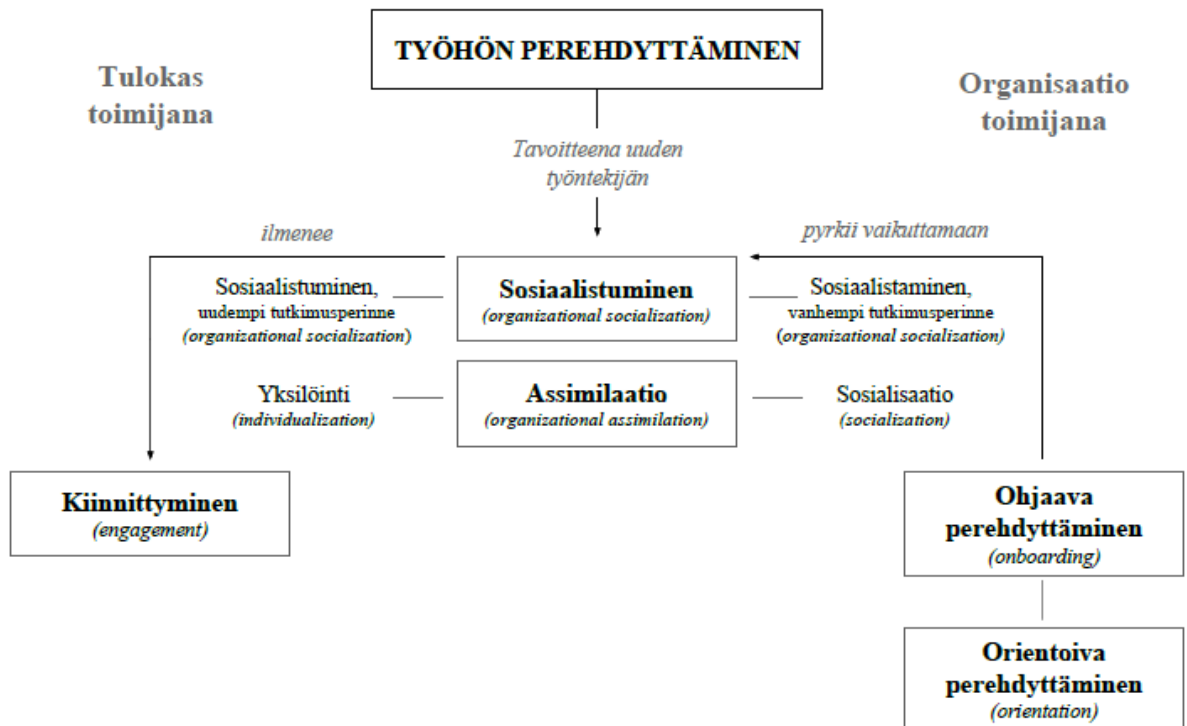 TYÖHÖN PEREHDYTTÄMINEN
Tulokas
toimijana
Organisaatio
toimijana
Tavoitteena uuden
työntekijän
ilmenee
pyrkii vaikuttamaan
Sosiaalistuminen,
uudempi tutkimusperinne
(organizational socialization)
Sosiaalistuminen
(organizational socialization)
Sosiaalistaminen,
vanhempi tutkimusperinne
(organizational socialization)
Yksilöinti
(individualization)
Assimilaatio
(organizational assimilation)
Sosialisaatio
(socialization)
Kiinnittyminen
(engagement)
Ohjaava
perehdyttäminen
(onboarding)
Orientoiva
perehdyttäminen
(orientation)